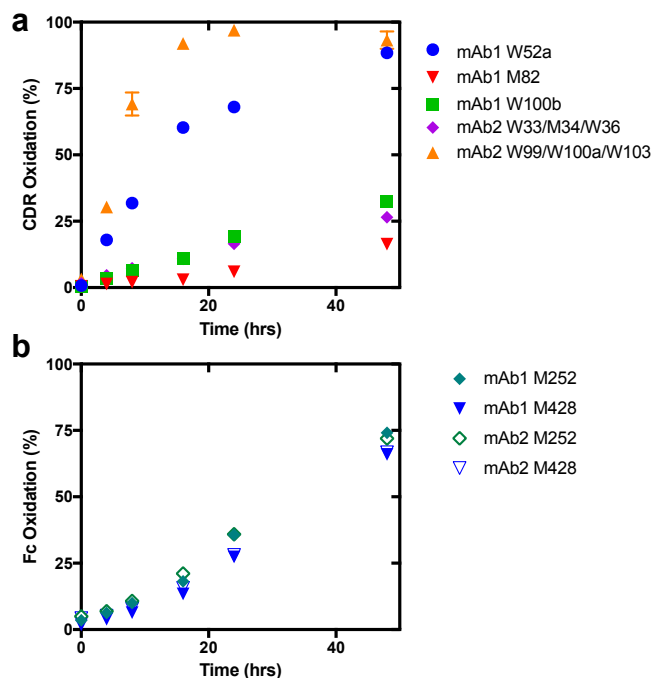 a
100
75
50
25
0
CDR Oxidation (%)
0
20
40
Time (hrs)
mAb1 W52a
mAb1 M82
mAb1 W100b
mAb2 W33/M34/W36
mAb2 W99/W100a/W103
b
100
75
50
25
0
Fc Oxidation (%)
0
20
40
Time (hrs)
mAb1 M252
mAb1 M428
mAb2 M252
mAb2 M428